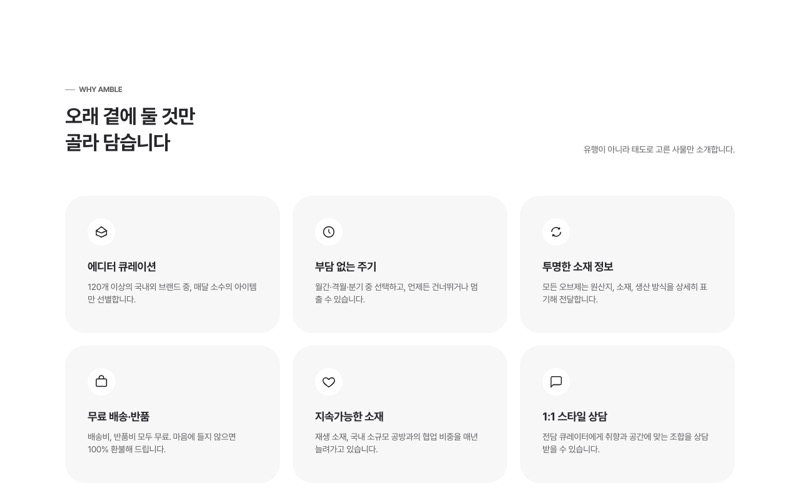 WHY AMBLE
오래 곁에 둘 것만
골라 담습니다
유행이 아니라 태도로 고른 사물만 소개합니다.
에디터 큐레이션
120개 이상의 국내외 브랜드 중, 매달 소수의 아이템
만 선별합니다.
부담 없는 주기
월간·격월·분기 중 선택하고, 언제든 건너뛰거나 멈
출 수 있습니다.
투명한 소재 정보
모든 오브제는 원산지, 소재, 생산 방식을 상세히 표
기해 전달합니다.
무료 배송·반품
배송비, 반품비 모두 무료. 마음에 들지 않으면
100% 환불해 드립니다.
지속가능한 소재
재생 소재, 국내 소규모 공방과의 협업 비중을 매년
늘려가고 있습니다.
1:1 스타일 상담
전담 큐레이터에게 취향과 공간에 맞는 조합을 상담
받을 수 있습니다.